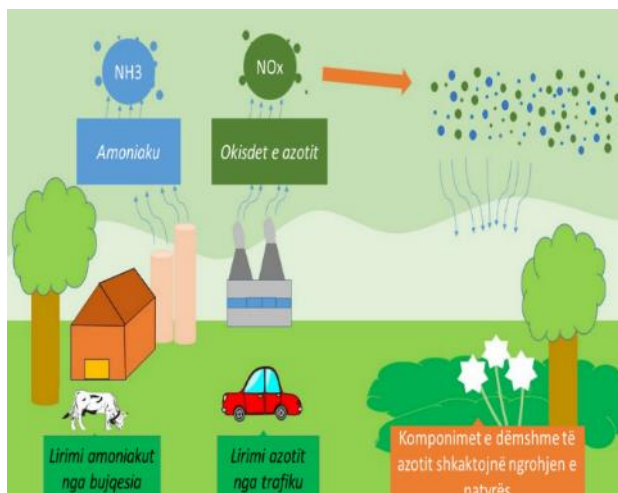 NH3
NOx
Amoniaku
Okisdet e azotit
Lirimi amoniakut
nga bujqesia
Lirimi azotit
nga trafiku
Komponimet e dëmshme të
azotit shkaktojnë ngrohjen e
natyrës